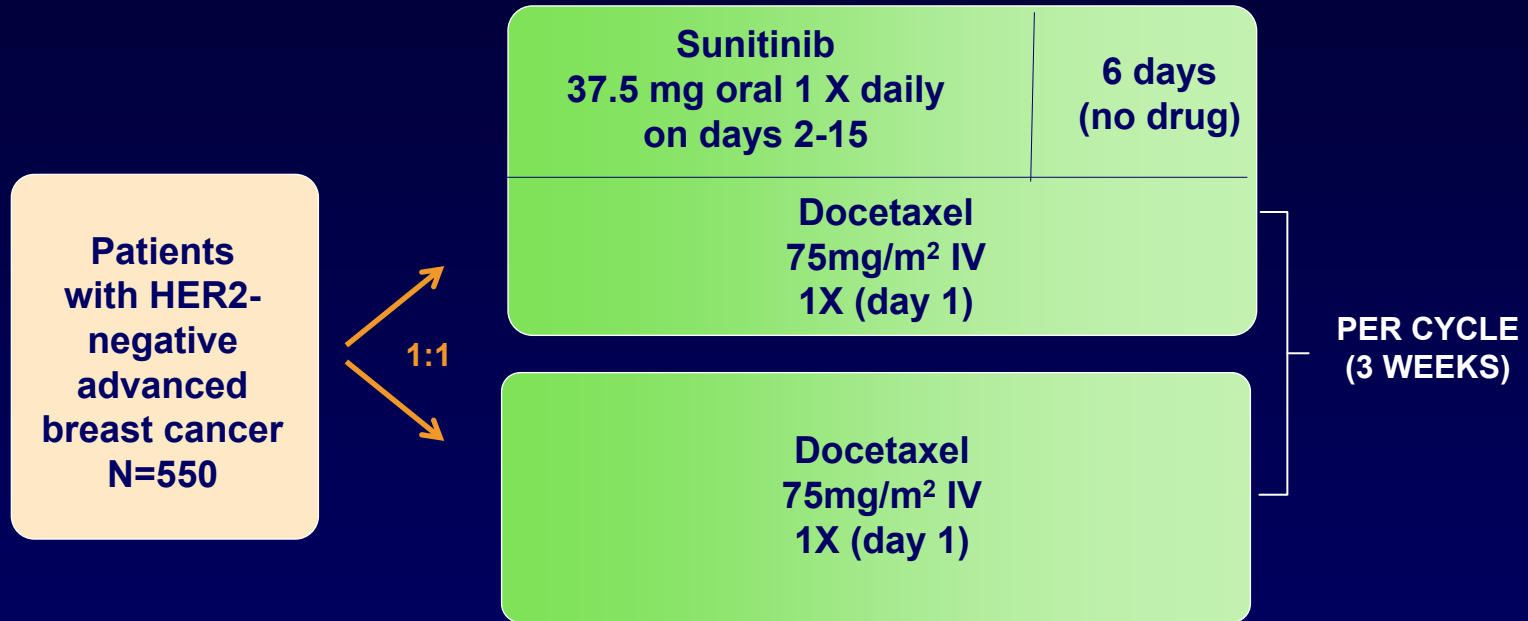 Sunitinib
37.5 mg oral 1 X daily
on days 2-15
6 days
(no drug)
Docetaxel
75mg/m² IV
1X (day 1)
Patients
with HER2-
negative
advanced
breast cancer
N=550
1:1
PER CYCLE
(3 WEEKS)
Docetaxel
75mg/m² IV
1X (day 1)